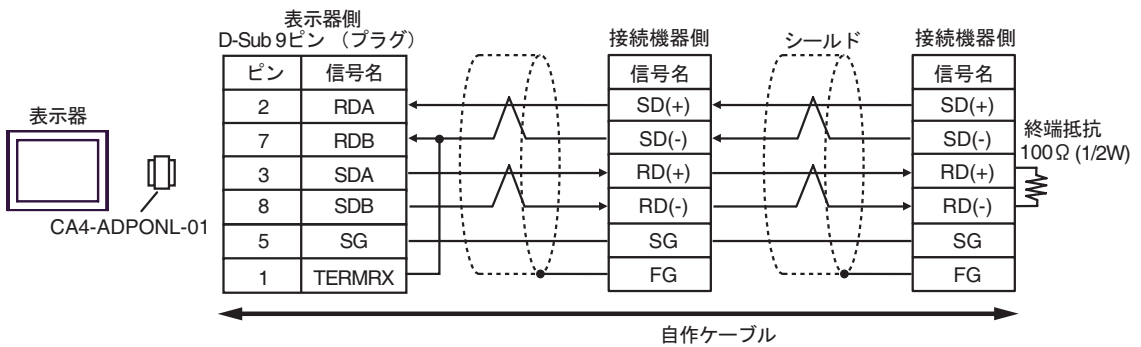 表示器側
D-Sub 9ピン （プラグ）
ピン 信号名
2 RDA
7 RDB
3 SDA
8 SDB
5 SG
1 TERMRX
表示器
CA4-ADPONL-01
接続機器側
信号名
SD(+)
SD(-)
RD(+)
RD(-)
SG
FG
シールド
接続機器側
信号名
SD(+)
SD(-)
RD(+)
RD(-)
SG
FG
終端抵抗
100Ω (1/2W)
自作ケーブル